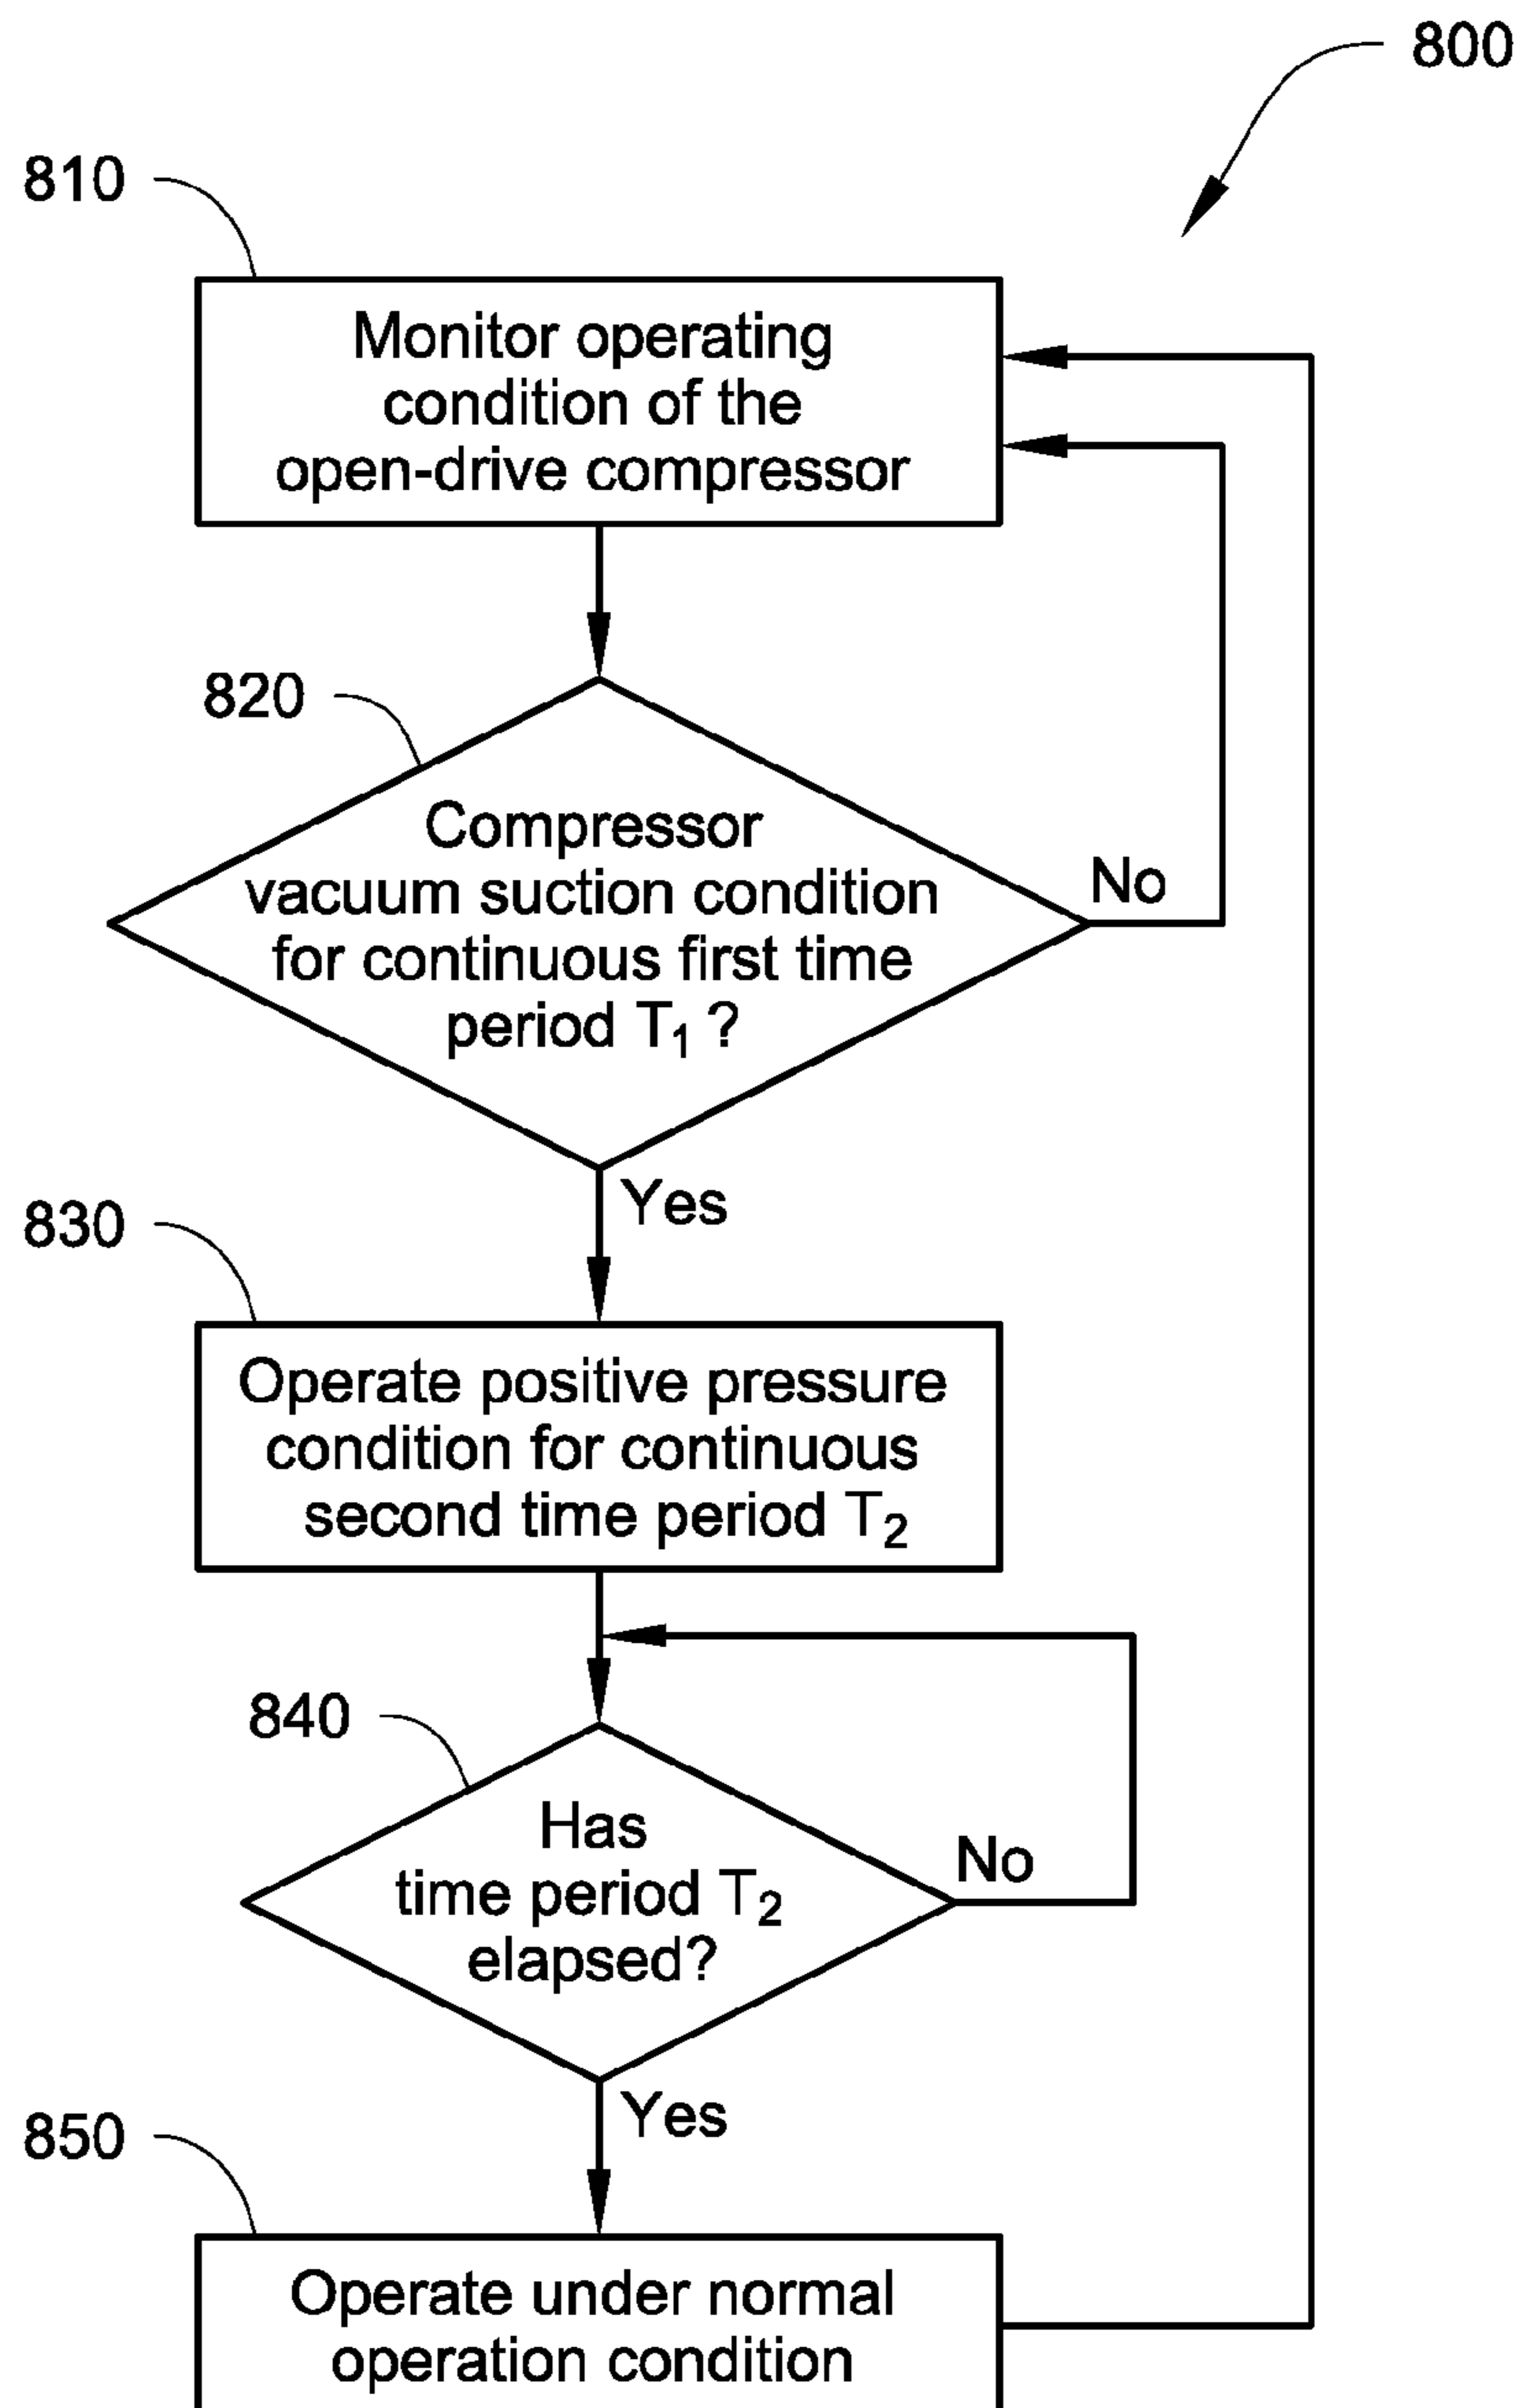 800
810
Monitor operating
condition of the
open-drive compressor
820
Compressor
vacuum suction condition
for continuous first time
period T₁ ?
No
Yes
830
Operate positive pressure
condition for continuous
second time period T₂
840
Has
time period T₂
elapsed?
No
Yes
850
Operate under normal
operation condition